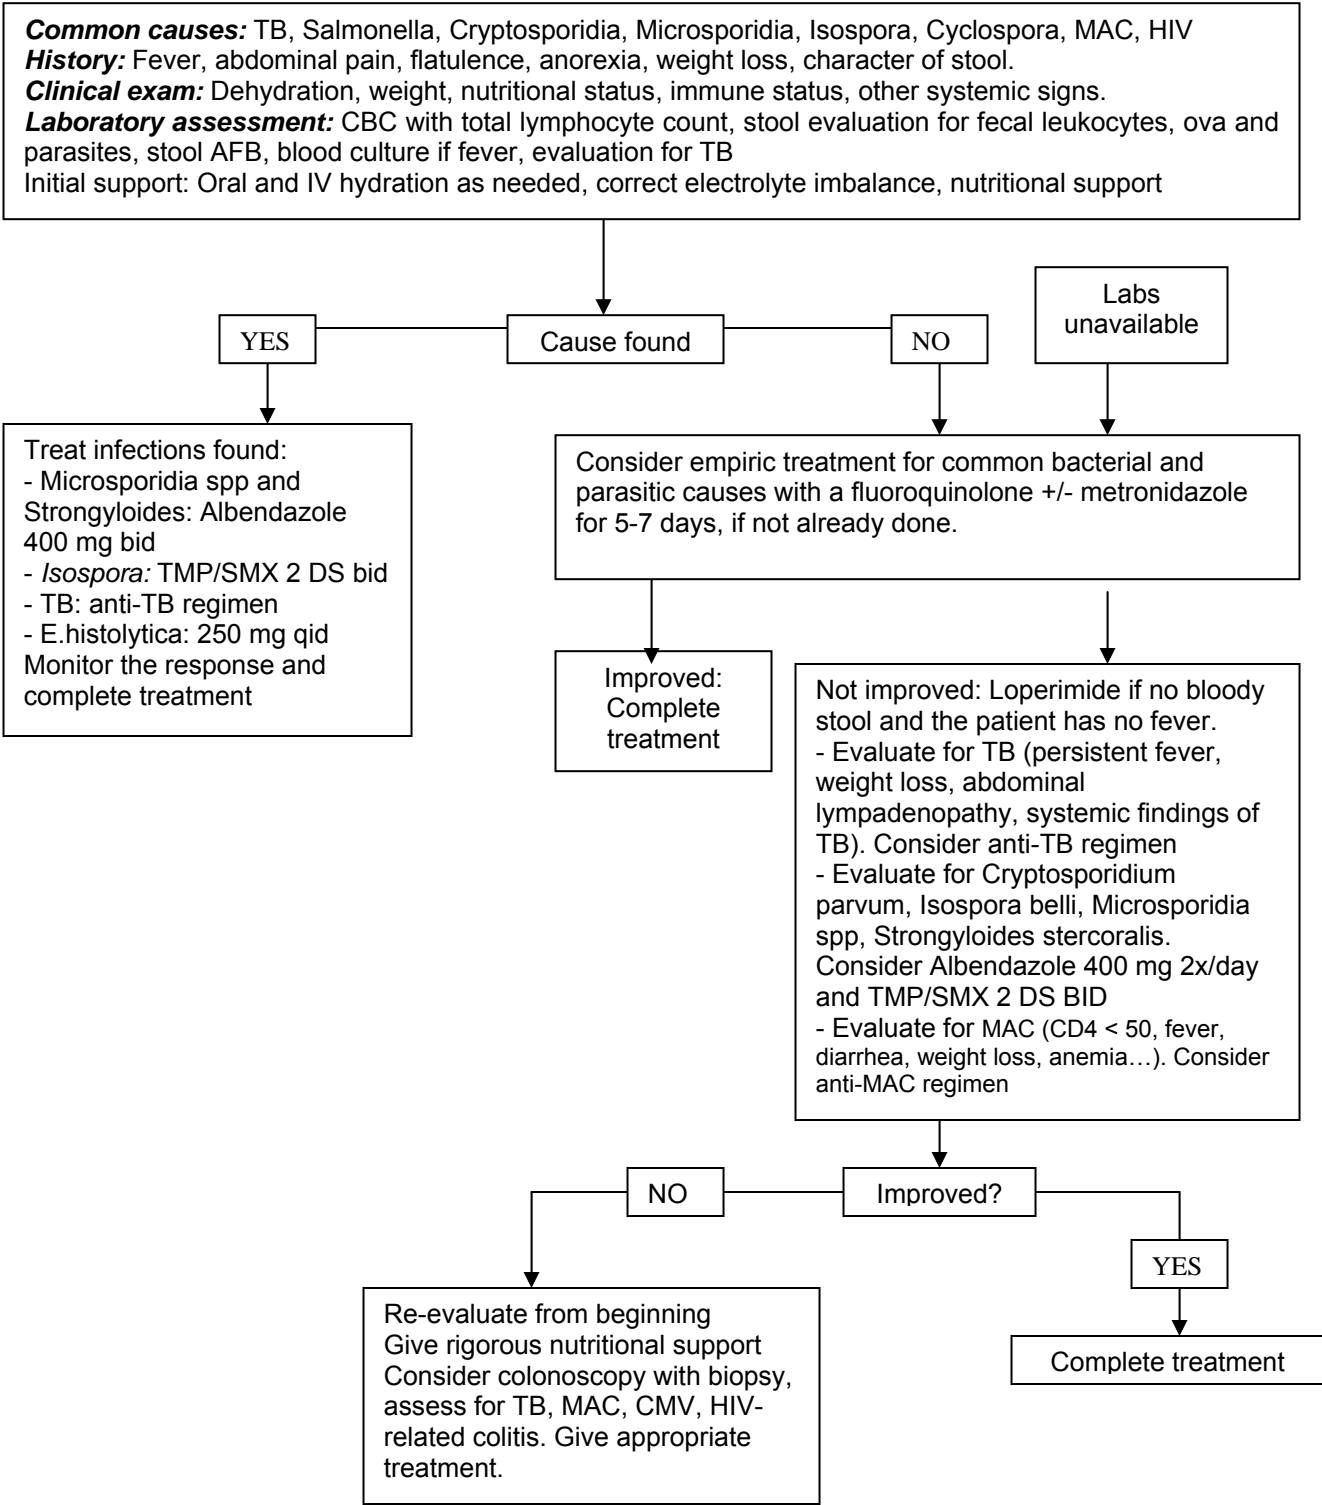 Common causes: TB, Salmonella, Cryptosporidia, Microsporidia, Isospora, Cyclospora, MAC, HIV
History: Fever, abdominal pain, flatulence, anorexia, weight loss, character of stool.
Clinical exam: Dehydration, weight, nutritional status, immune status, other systemic signs.
Laboratory assessment: CBC with total lymphocyte count, stool evaluation for fecal leukocytes, ova and
parasites, stool AFB, blood culture if fever, evaluation for TB
Initial support: Oral and IV hydration as needed, correct electrolyte imbalance, nutritional support
YES
Cause found
NO
Labs
unavailable
Treat infections found:
- Microsporidia spp and
Strongyloides: Albendazole
400 mg bid
- Isospora: TMP/SMX 2 DS bid
- TB: anti-TB regimen
- E.histolytica: 250 mg qid
Monitor the response and
complete treatment
Consider empiric treatment for common bacterial and
parasitic causes with a fluoroquinolone +/- metronidazole
for 5-7 days, if not already done.
Improved:
Complete
treatment
Not improved: Loperimide if no bloody
stool and the patient has no fever.
- Evaluate for TB (persistent fever,
weight loss, abdominal
lympadenopathy, systemic findings of
TB). Consider anti-TB regimen
- Evaluate for Cryptosporidium
parvum, Isospora belli, Microsporidia
spp, Strongyloides stercoralis.
Consider Albendazole 400 mg 2x/day
and TMP/SMX 2 DS BID
- Evaluate for MAC (CD4 < 50, fever,
diarrhea, weight loss, anemia…). Consider
anti-MAC regimen
NO
Improved?
YES
Re-evaluate from beginning
Give rigorous nutritional support
Consider colonoscopy with biopsy,
assess for TB, MAC, CMV, HIV-
related colitis. Give appropriate
treatment.
Complete treatment